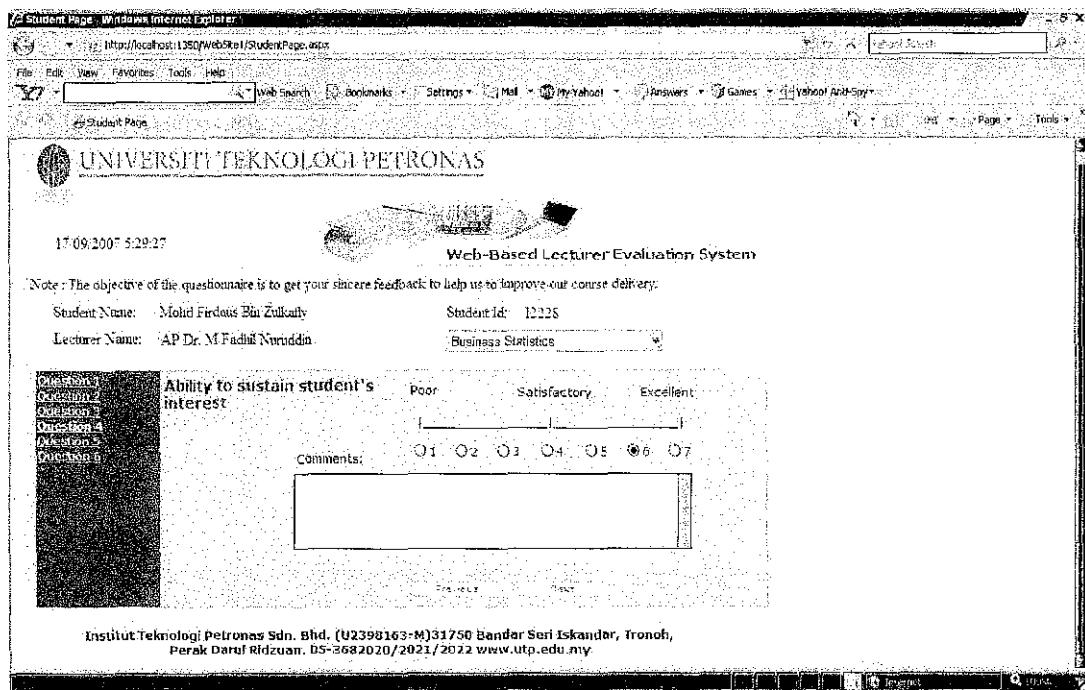 Student Page - Windows Internet Explorer
http://localhost:1350/WebSite1/StudentPage.aspx
Yahoo! Search
File Edit View Favorites Tools Help
Web Search Bookmarks Settings Mail My Yahoo! Answers Games Yahoo! Anti-Spy
Student Page
Page Tools
UNIVERSITI TEKNOLOGI PETRONAS
17/09/2007 5:29:27
Web-Based Lecturer Evaluation System
Note : The objective of the questionnaire is to get your sincere feedback to help us to improve our course delivery.
Student Name: Mohd Firdaus Bin Zulkafly Student Id: 12228
Lecturer Name: AP Dr. M Fadhil Nuruddin Business Statistics
Question 1
Question 2
Question 3
Question 4
Question 5
Question 6
Ability to sustain student's
interest
Poor Satisfactory Excellent
1 2 3 4 5 6 7
Comments:
Previous Next
Institut Teknologi Petronas Sdn. Bhd. (U2398163-M)31750 Bandar Seri Iskandar, Tronoh,
Perak Darul Ridzuan. 05-3682020/2021/2022 www.utp.edu.my
Internet 100%